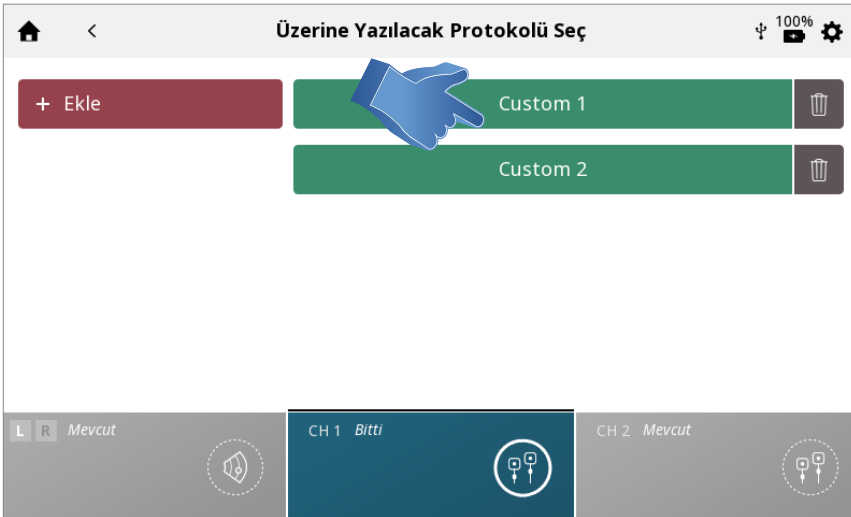 Üzerine Yazılacak Protokolü Seç
100%
+ Ekle
Custom 1
Custom 2
L R Mevcut
CH 1 Bitti
CH 2 Mevcut